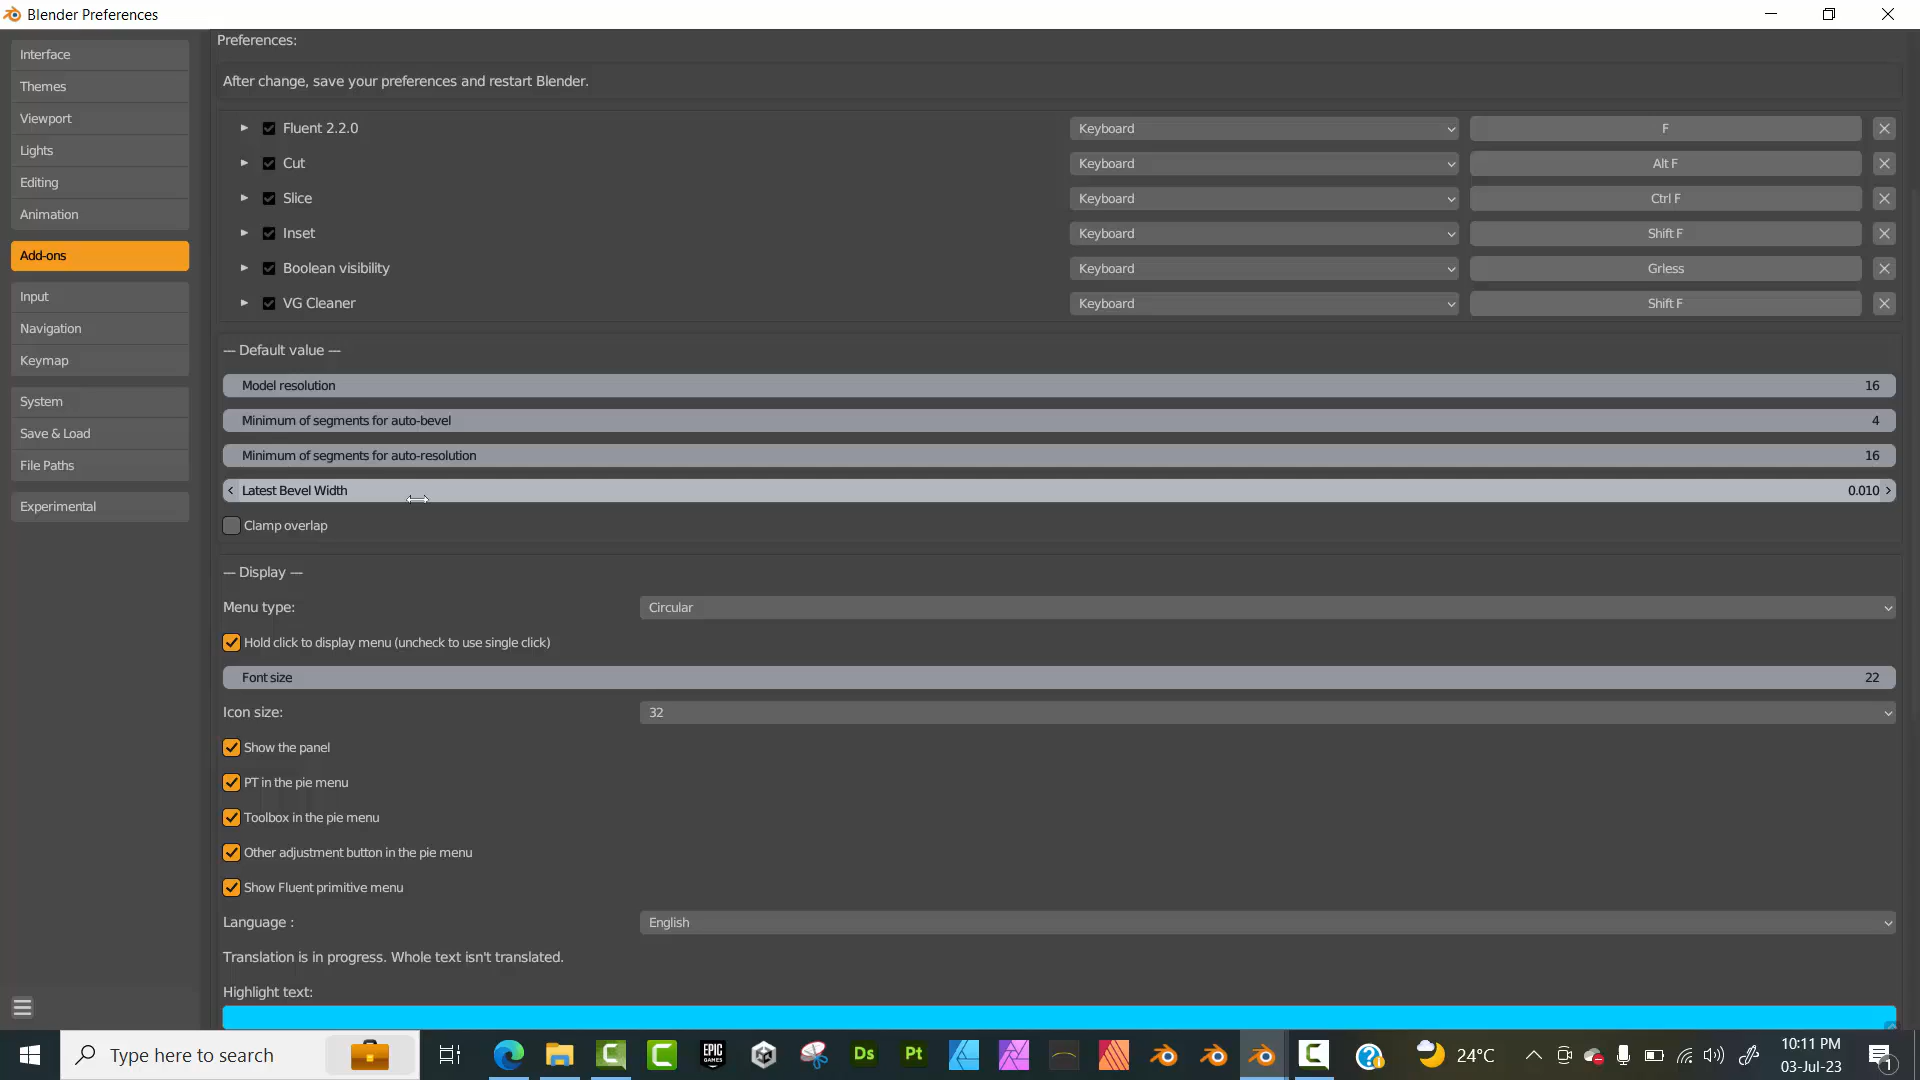 Blender Preferences
Interface
Themes
Viewport
Lights
Editing
Animation
Add-ons
Input
Navigation
Keymap
System
Save & Load
File Paths
Experimental
Preferences:
After change, save your preferences and restart Blender.
Fluent 2.2.0 Keyboard F
Cut Keyboard Alt F
Slice Keyboard Ctrl F
Inset Keyboard Shift F
Boolean visibility Keyboard Grless
VG Cleaner Keyboard Shift F
--- Default value ---
Model resolution 16
Minimum of segments for auto-bevel 4
Minimum of segments for auto-resolution 16
Latest Bevel Width 0.010
Clamp overlap
--- Display ---
Menu type: Circular
Hold click to display menu (uncheck to use single click)
Font size 22
Icon size: 32
Show the panel
PT in the pie menu
Toolbox in the pie menu
Other adjustment button in the pie menu
Show Fluent primitive menu
Language : English
Translation is in progress. Whole text isn't translated.
Highlight text:
Type here to search
EPIC GAMES
Ds
Pt
24°C
10:11 PM
03-Jul-23
1